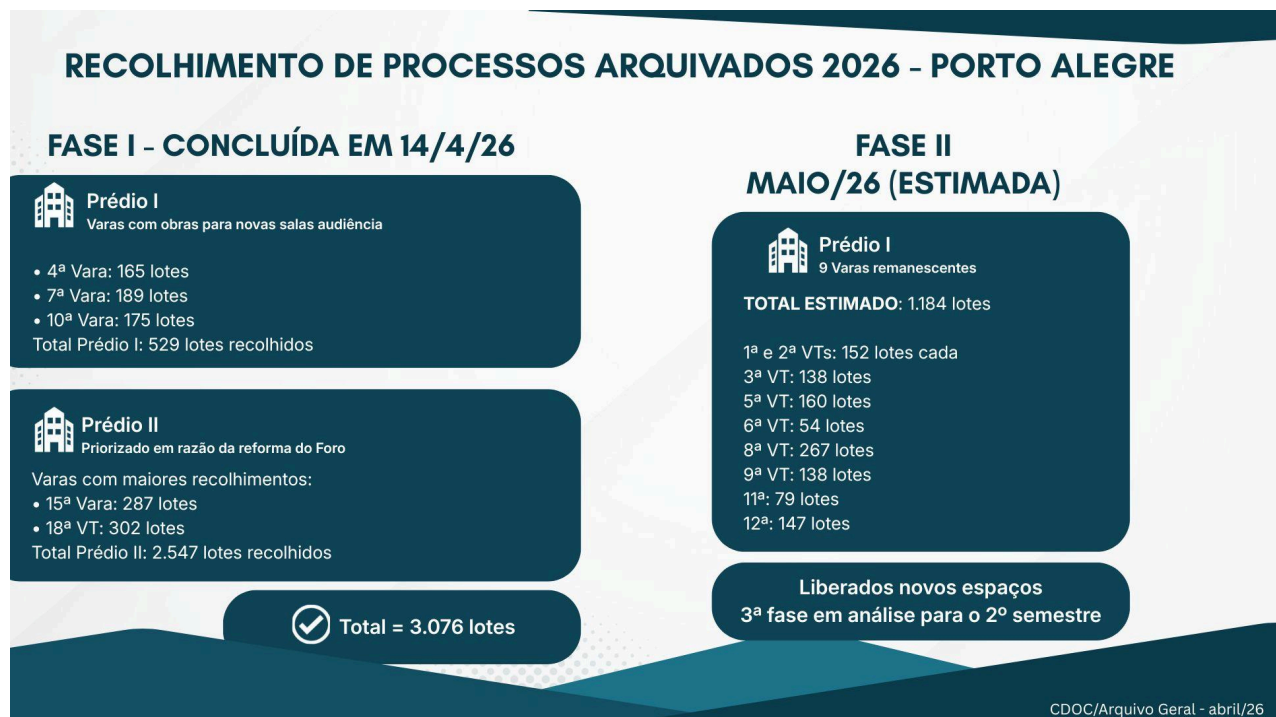 RECOLHIMENTO DE PROCESSOS ARQUIVADOS 2026 - PORTO ALEGRE
FASE I - CONCLUÍDA EM 14/4/26
Prédio I
Varas com obras para novas salas audiência
• 4ª Vara: 165 lotes
• 7ª Vara: 189 lotes
• 10ª Vara: 175 lotes
Total Prédio I: 529 lotes recolhidos
Prédio II
Priorizado em razão da reforma do Foro
Varas com maiores recolhimentos:
• 15ª Vara: 287 lotes
• 18ª VT: 302 lotes
Total Prédio II: 2.547 lotes recolhidos
Total = 3.076 lotes
FASE II
MAIO/26 (ESTIMADA)
Prédio I
9 Varas remanescentes
TOTAL ESTIMADO: 1.184 lotes
1ª e 2ª VTs: 152 lotes cada
3ª VT: 138 lotes
5ª VT: 160 lotes
6ª VT: 54 lotes
8ª VT: 267 lotes
9ª VT: 138 lotes
11ª: 79 lotes
12ª: 147 lotes
Liberados novos espaços
3ª fase em análise para o 2º semestre
CDOC/Arquivo Geral - abril/26